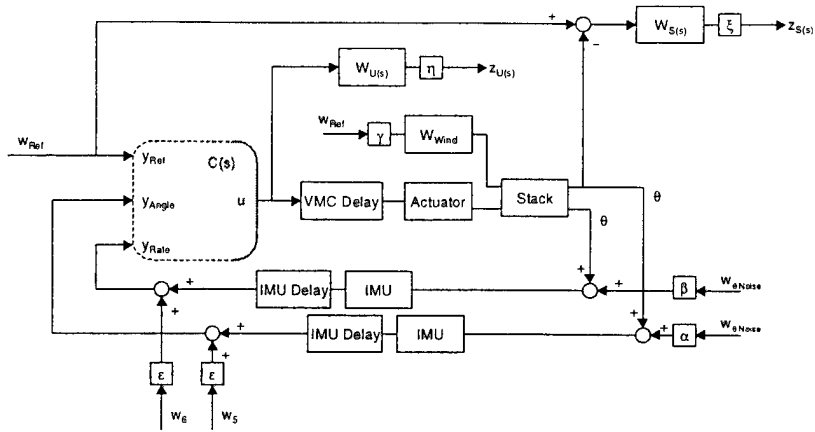 W_S(s)
ξ
z_S(s)
W_U(s)
η
z_U(s)
w_Ref
γ
W_Wind
w_Ref
y_Ref
C(s)
y_Angle
u
VMC Delay
Actuator
Stack
θ
θ
y_Rate
IMU Delay
IMU
β
w_θNoise
IMU Delay
IMU
α
w_θNoise
ε
ε
w_6
w_5
+
−
+
+
+
+
+
+
+
+